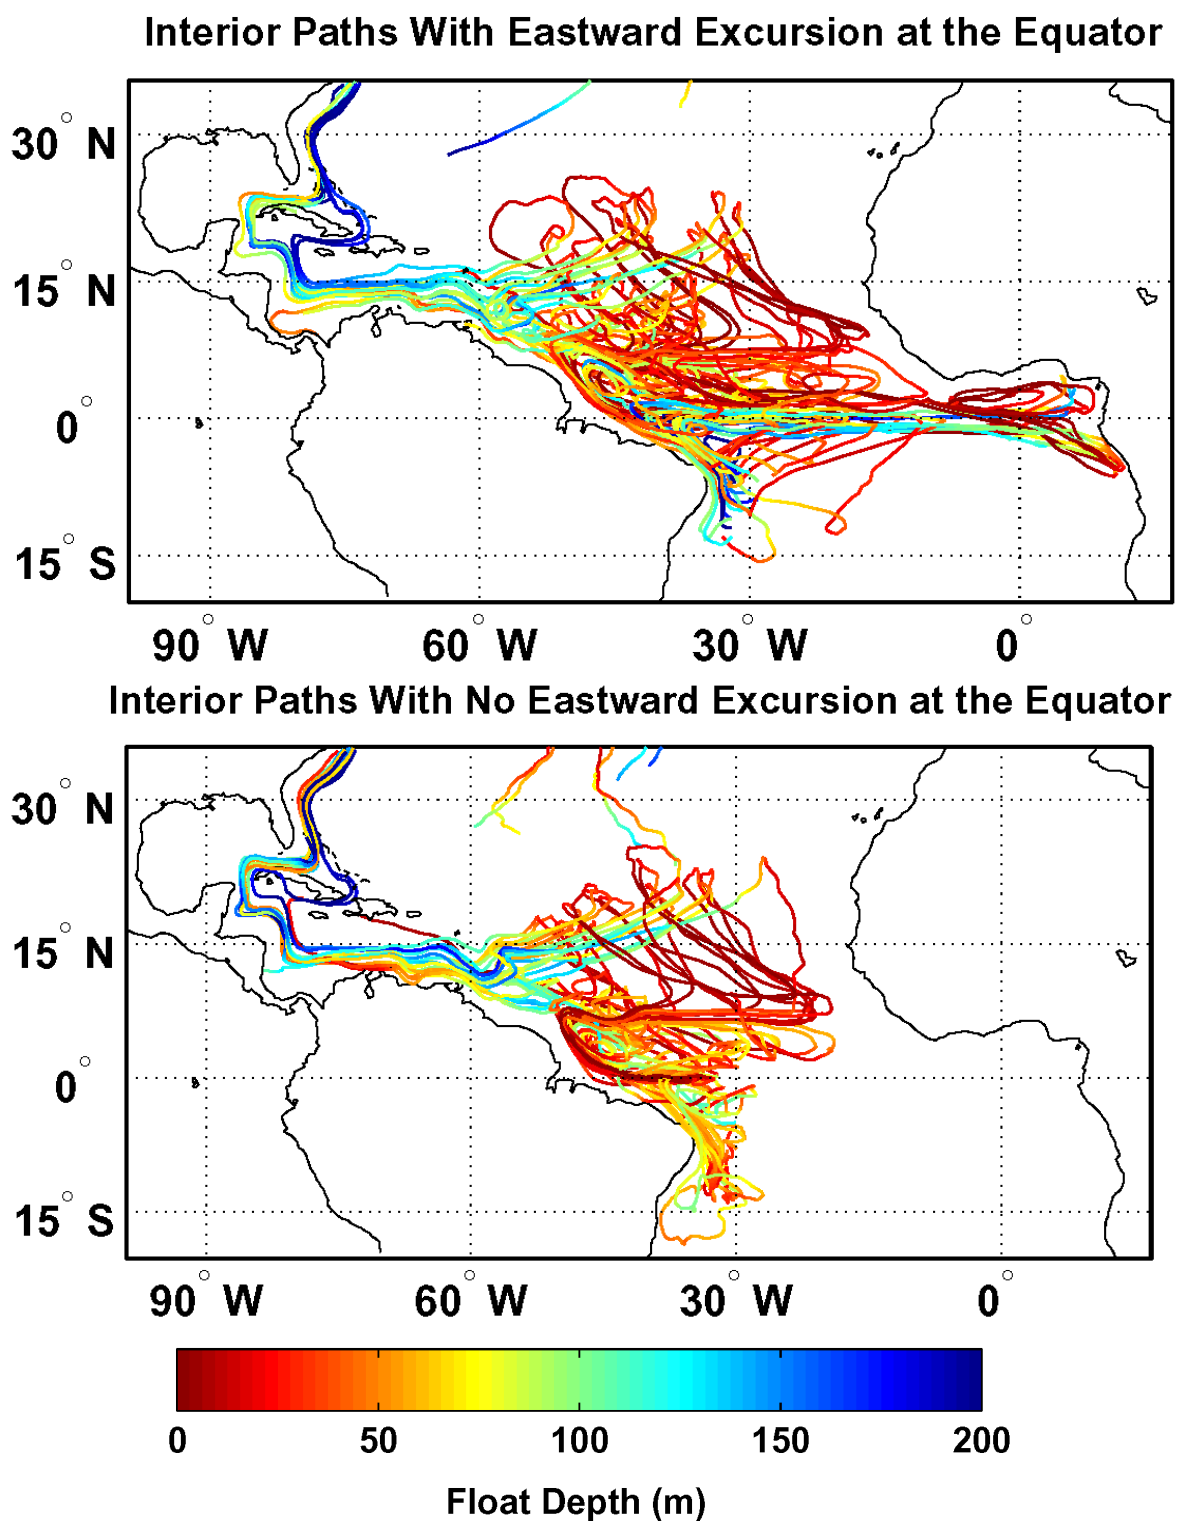 Interior Paths With Eastward Excursion at the Equator
30° N
15° N
0°
15° S
90° W 60° W 30° W 0°
Interior Paths With No Eastward Excursion at the Equator
30° N
15° N
0°
15° S
90° W 60° W 30° W 0°
0 50 100 150 200
Float Depth (m)